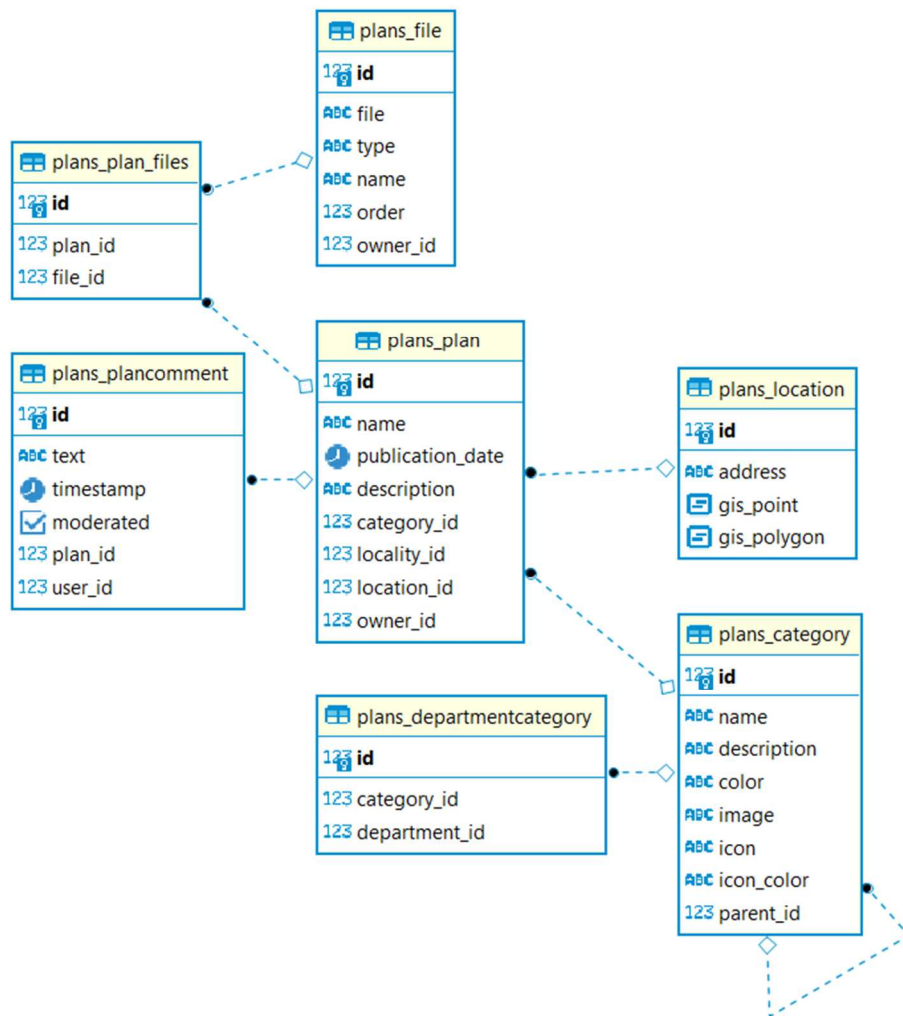 plans_file
id
file
type
name
order
owner_id
plans_plan_files
id
plan_id
file_id
plans_plan
id
name
publication_date
description
category_id
locality_id
location_id
owner_id
plans_plancomment
id
text
timestamp
moderated
plan_id
user_id
plans_location
id
address
gis_point
gis_polygon
plans_category
id
name
description
color
image
icon
icon_color
parent_id
plans_departmentcategory
id
category_id
department_id